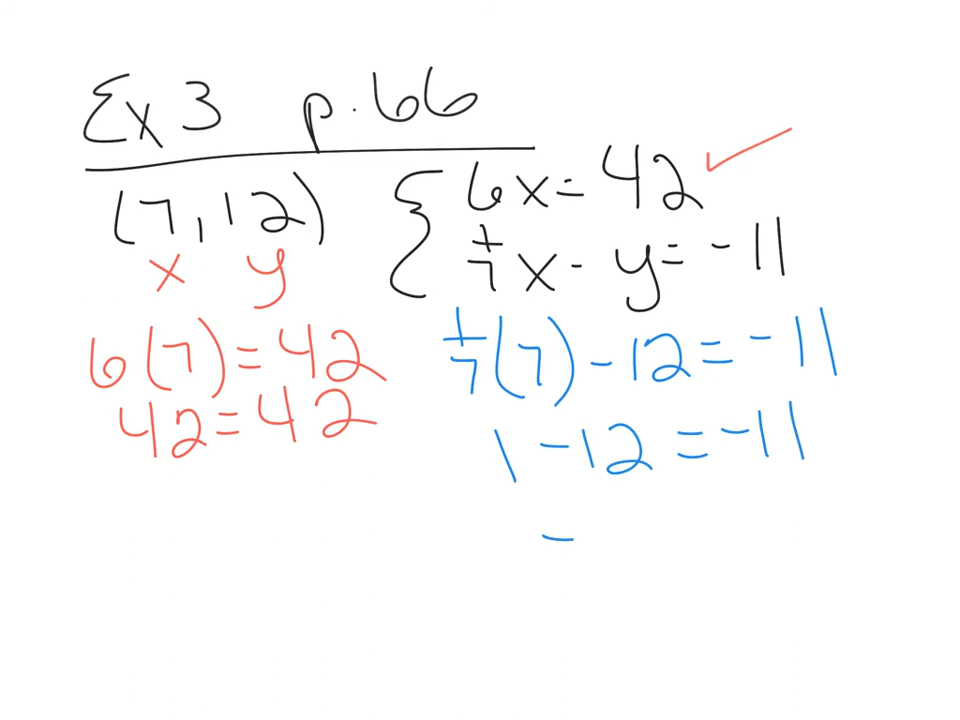 Ex 3 p.66
(7, 12) { 6x = 42 ✓
x y 1/7 x - y = -11
6(7) = 42 1/7 (7) - 12 = -11
42 = 42 1 - 12 = -11
-